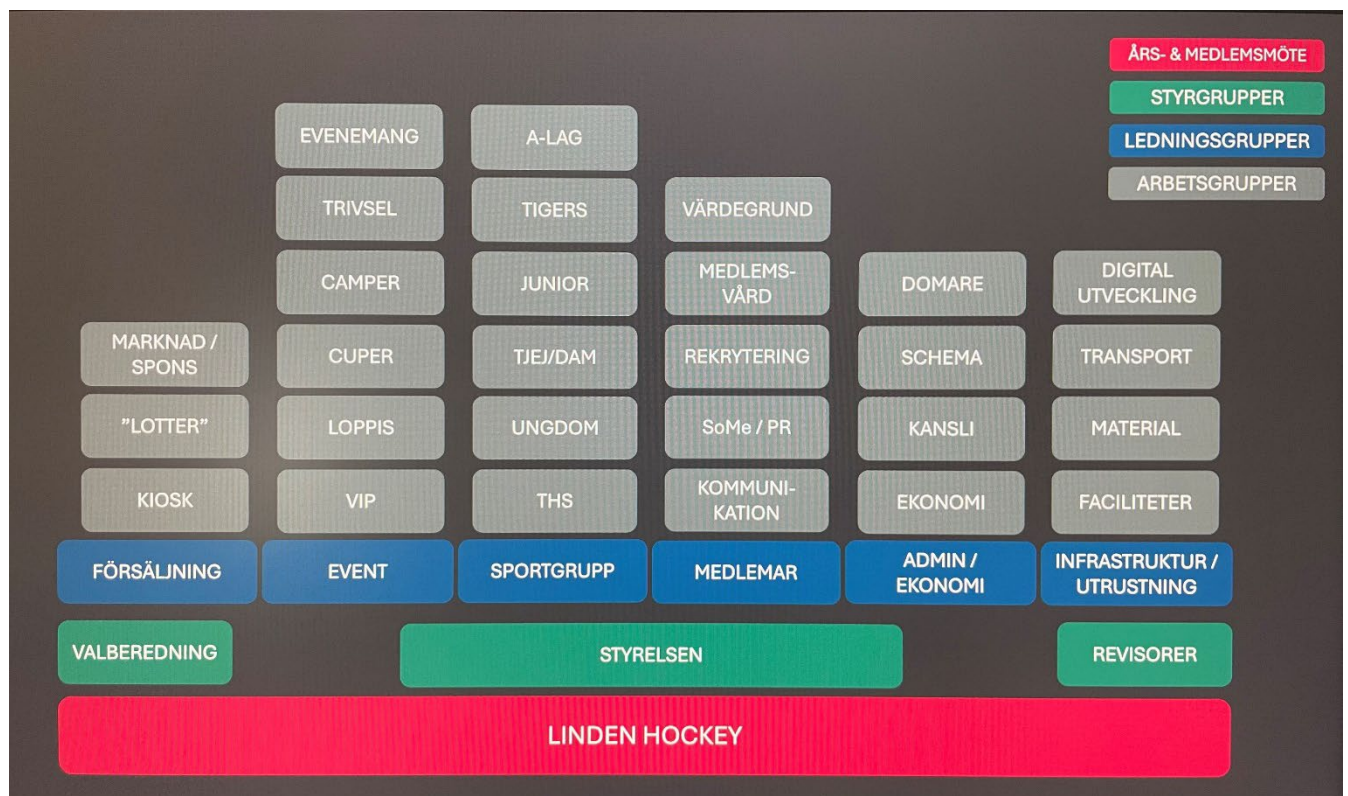 ÅRS- & MEDLEMSMÖTE
STYRGRUPPER
LEDNINGSGRUPPER
ARBETSGRUPPER
EVENEMANG
A-LAG
TRIVSEL
TIGERS
VÄRDEGRUND
CAMPER
JUNIOR
MEDLEMS-
VÅRD
DOMARE
DIGITAL
UTVECKLING
MARKNAD /
SPONS
CUPER
TJEJ/DAM
REKRYTERING
SCHEMA
TRANSPORT
"LOTTER"
LOPPIS
UNGDOM
SoMe / PR
KANSLI
MATERIAL
KIOSK
VIP
THS
KOMMUNI-
KATION
EKONOMI
FACILITETER
FÖRSÄLJNING
EVENT
SPORTGRUPP
MEDLEMAR
ADMIN /
EKONOMI
INFRASTRUKTUR /
UTRUSTNING
VALBEREDNING
STYRELSEN
REVISORER
LINDEN HOCKEY